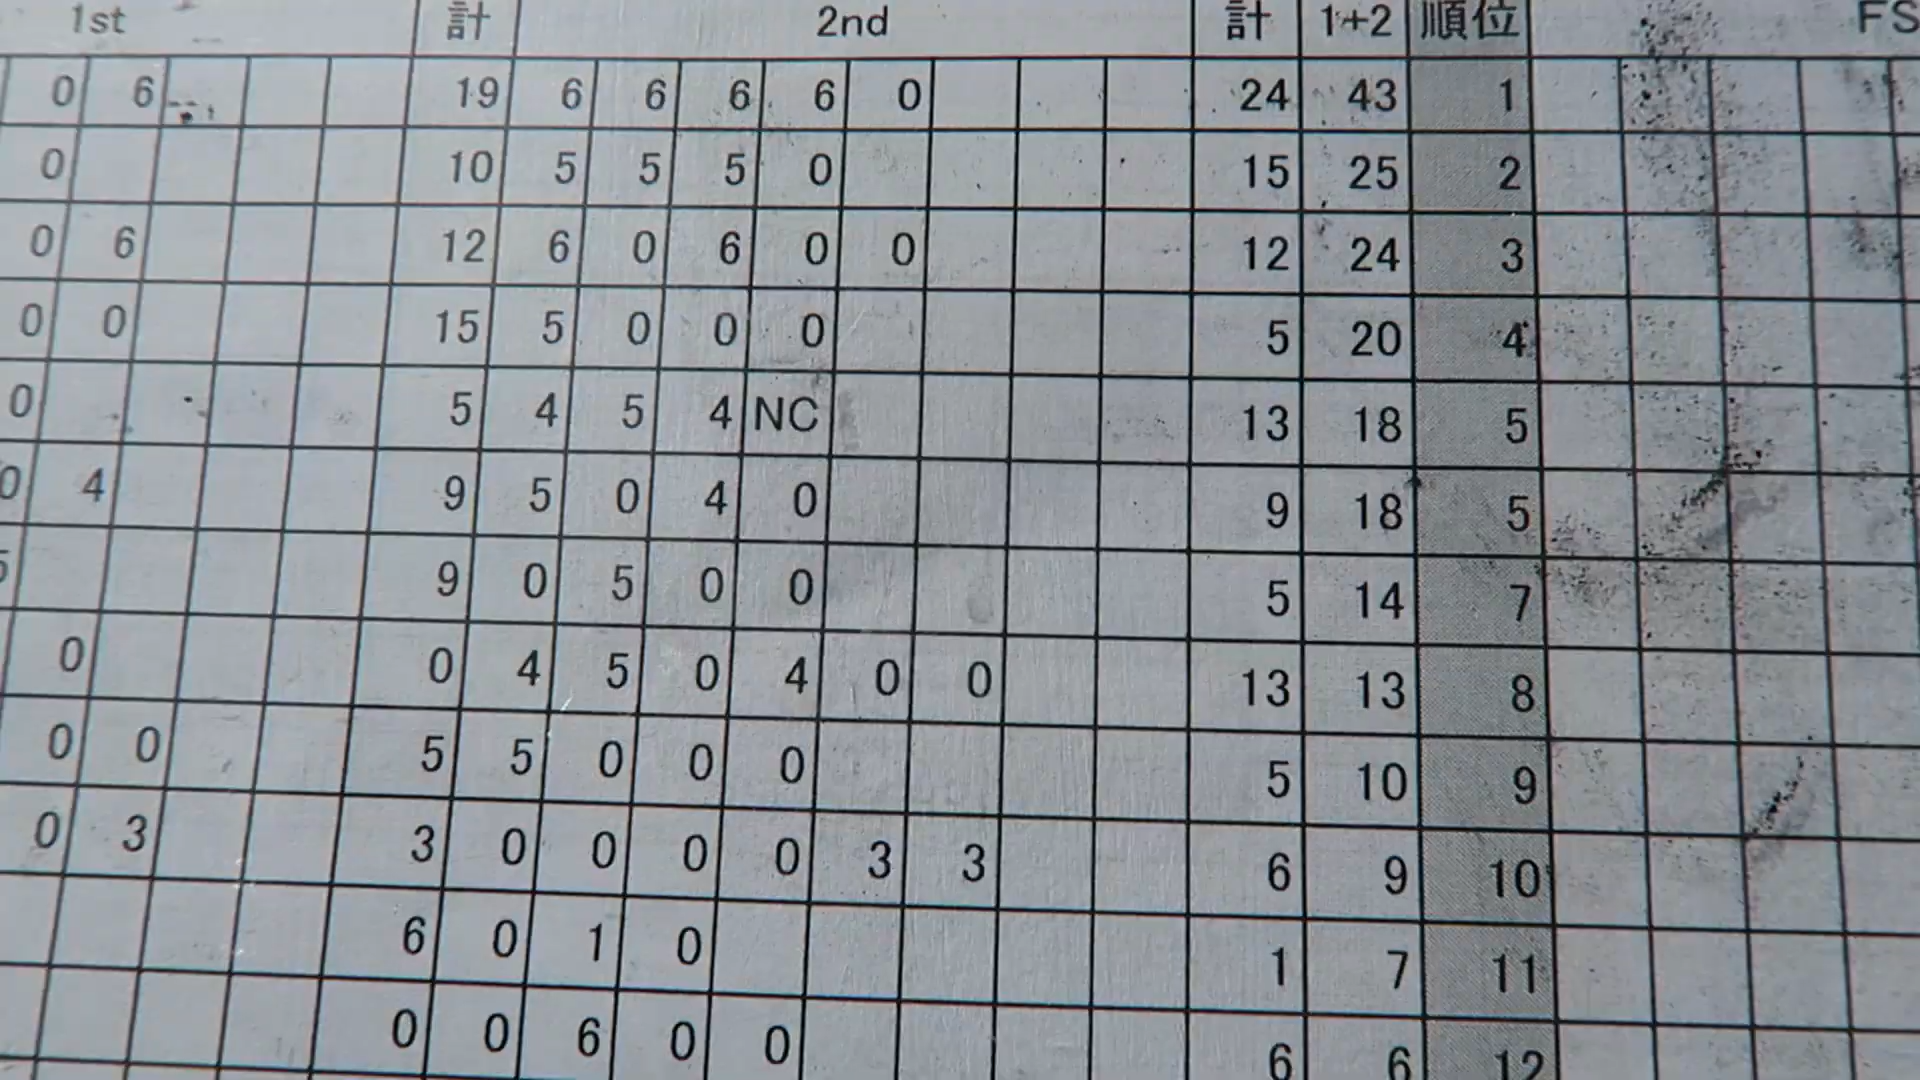 1st 計 2nd 計 1+2 順位 FS
0 6 19 6 6 6 6 0 24 43 1
0 10 5 5 5 0 15 25 2
0 6 12 6 0 6 0 0 12 24 3
0 0 15 5 0 0 0 5 20 4
0 5 4 5 4 NC 13 18 5
0 4 9 5 0 4 0 9 18 5
5 9 0 5 0 0 5 14 7
0 0 4 5 0 4 0 0 13 13 8
0 0 5 5 0 0 0 5 10 9
0 3 3 0 0 0 0 3 3 6 9 10
6 0 1 0 1 7 11
0 0 6 0 0 6 6 12